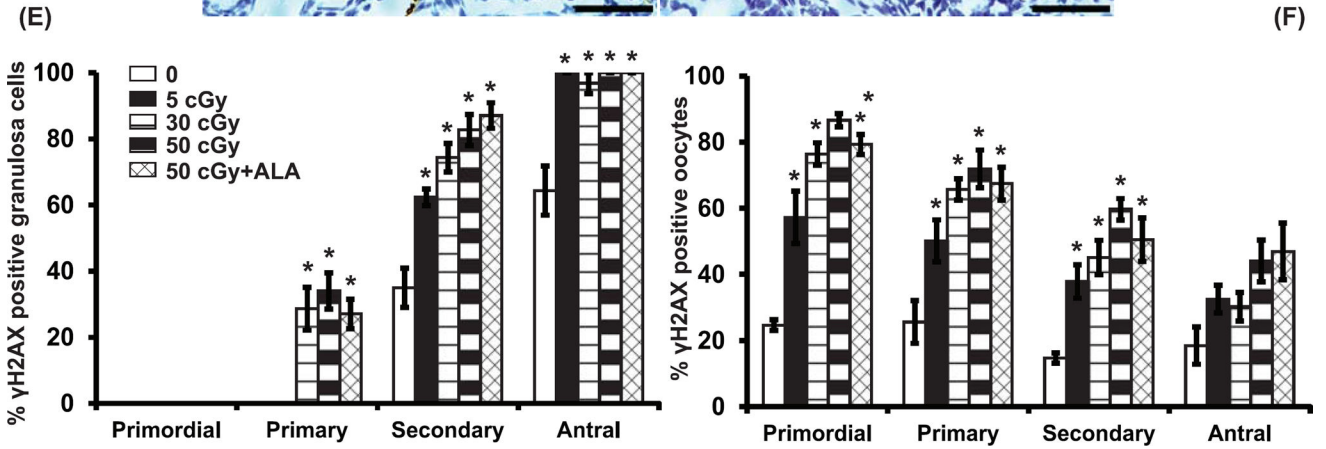 (E)
(F)
% γH2AX positive granulosa cells
100
80
60
40
20
0
0
5 cGy
30 cGy
50 cGy
50 cGy+ALA
* * *
* * * *
* * * *
Primordial
Primary
Secondary
Antral
% γH2AX positive oocytes
100
80
60
40
20
0
* * * *
* * * *
* * * *
Primordial
Primary
Secondary
Antral